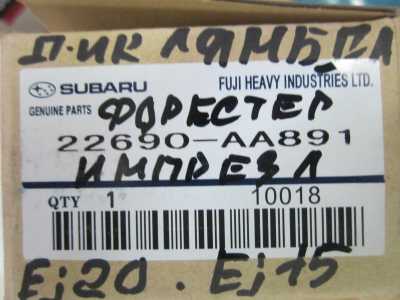 Д-ИК ЛЯМБДА
SUBARU FUJI HEAVY INDUSTRIES LTD.
GENUINE PARTS ФОРЕСТЕР
22690-AA891
ИМПРЕЗА
QTY 1 10018
Ej20. Ej15